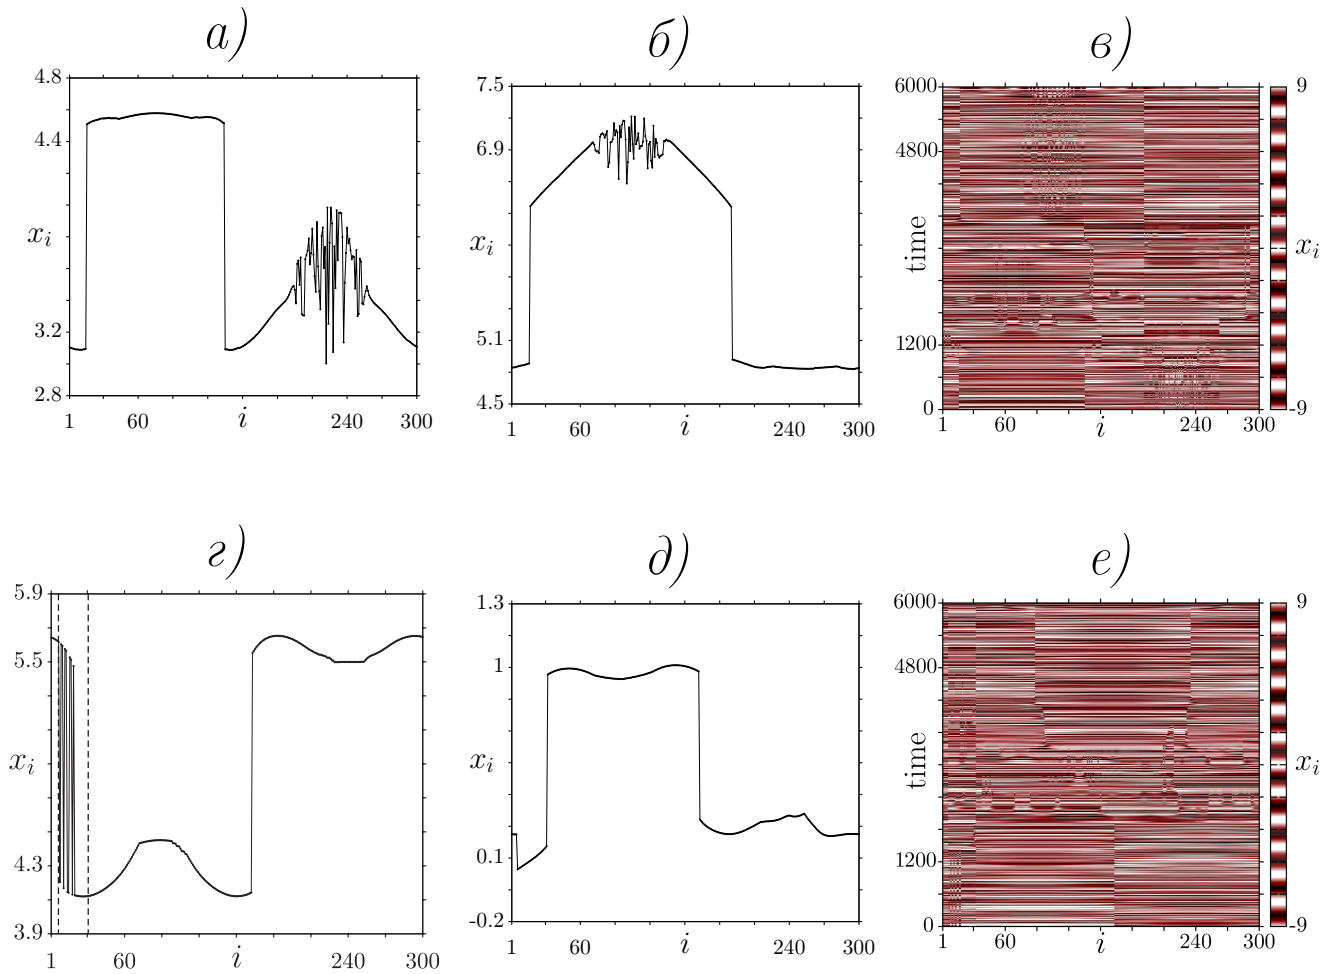 а)
4.8
4.4
x_i
3.2
2.8
1 60 i 240 300
б)
7.5
6.9
x_i
5.1
4.5
1 60 i 240 300
в)
6000
4800
time
1200
0
1 60 i 240 300
9
x_i
-9
г)
5.9
5.5
x_i
4.3
3.9
1 60 i 240 300
д)
1.3
1
x_i
0.1
-0.2
1 60 i 240 300
е)
6000
4800
time
1200
0
1 60 i 240 300
9
x_i
-9